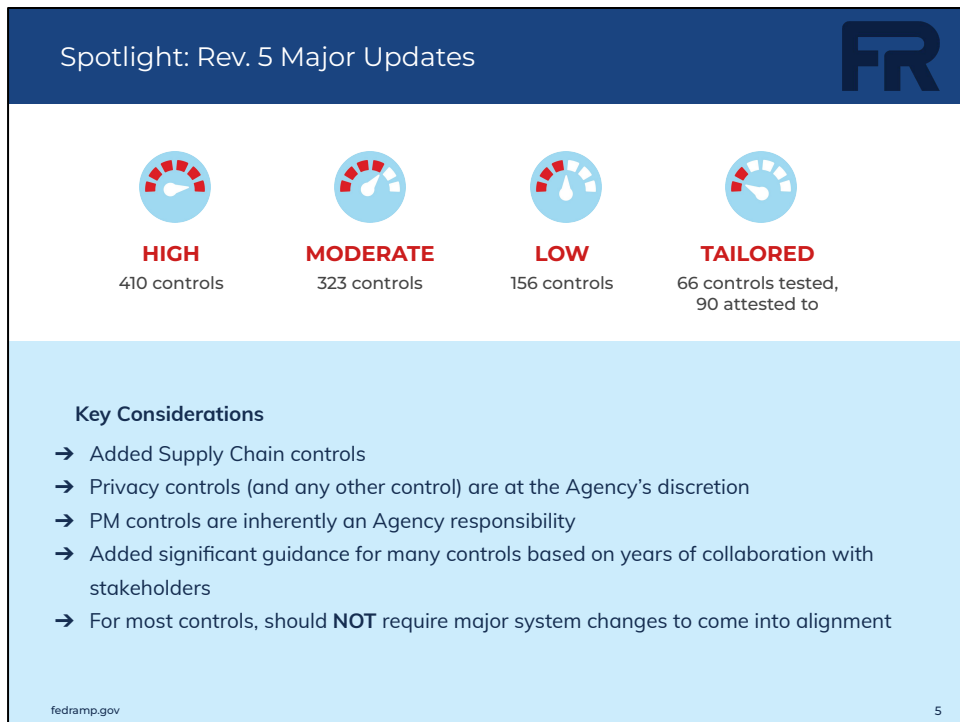 Spotlight: Rev. 5 Major Updates
FR
HIGH
410 controls
MODERATE
323 controls
LOW
156 controls
TAILORED
66 controls tested,
90 attested to
Key Considerations
➔ Added Supply Chain controls
➔ Privacy controls (and any other control) are at the Agency’s discretion
➔ PM controls are inherently an Agency responsibility
➔ Added significant guidance for many controls based on years of collaboration with
stakeholders
➔ For most controls, should NOT require major system changes to come into alignment
fedramp.gov
5